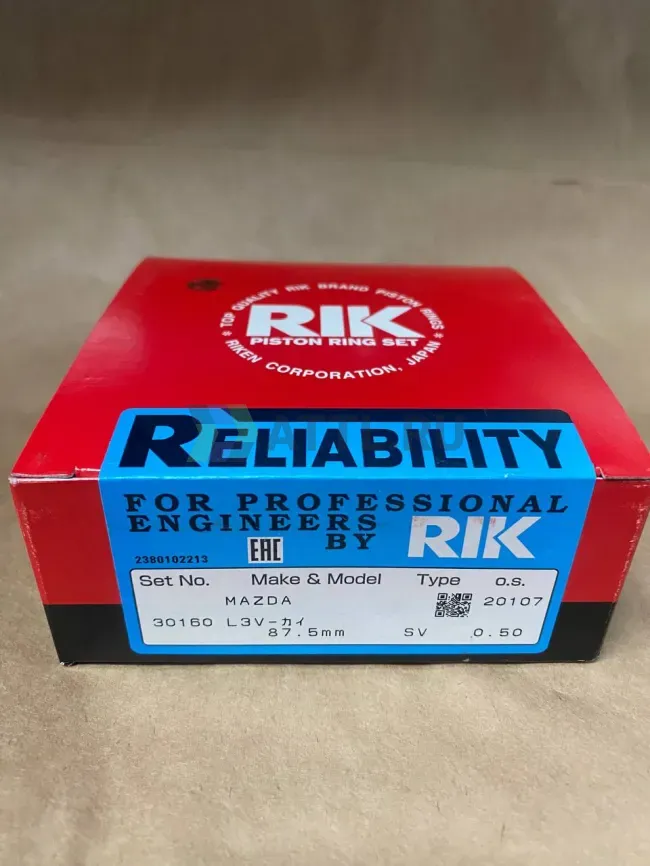 * TOP QUALITY RIK BRAND PISTON RINGS *
RIK
PISTON RING SET
RIKEN CORPORATION, JAPAN
RELIABILITY
FOR PROFESSIONAL
ENGINEERS
BY RIK
2380102213
EAC
Set No. Make & Model Type o.s.
MAZDA 20107
30160 L3V-カイ
87.5mm SV 0.50